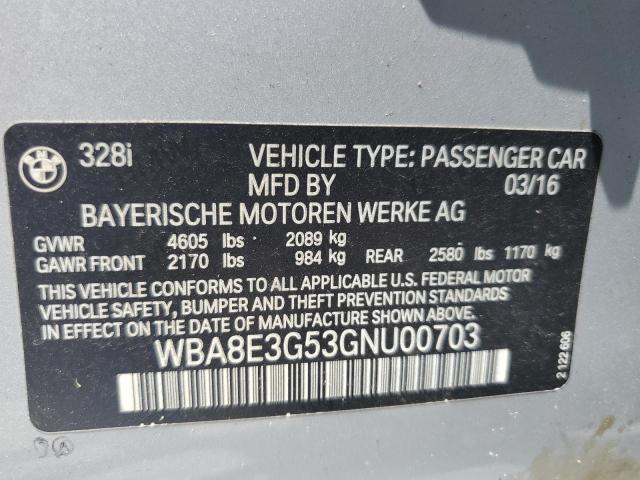 BMW
328i VEHICLE TYPE: PASSENGER CAR
MFD BY 03/16
BAYERISCHE MOTOREN WERKE AG
GVWR 4605 lbs 2089 kg
GAWR FRONT 2170 lbs 984 kg REAR 2580 lbs 1170 kg
THIS VEHICLE CONFORMS TO ALL APPLICABLE U.S. FEDERAL MOTOR
VEHICLE SAFETY, BUMPER AND THEFT PREVENTION STANDARDS
IN EFFECT ON THE DATE OF MANUFACTURE SHOWN ABOVE.
WBA8E3G53GNU00703
2 122 606